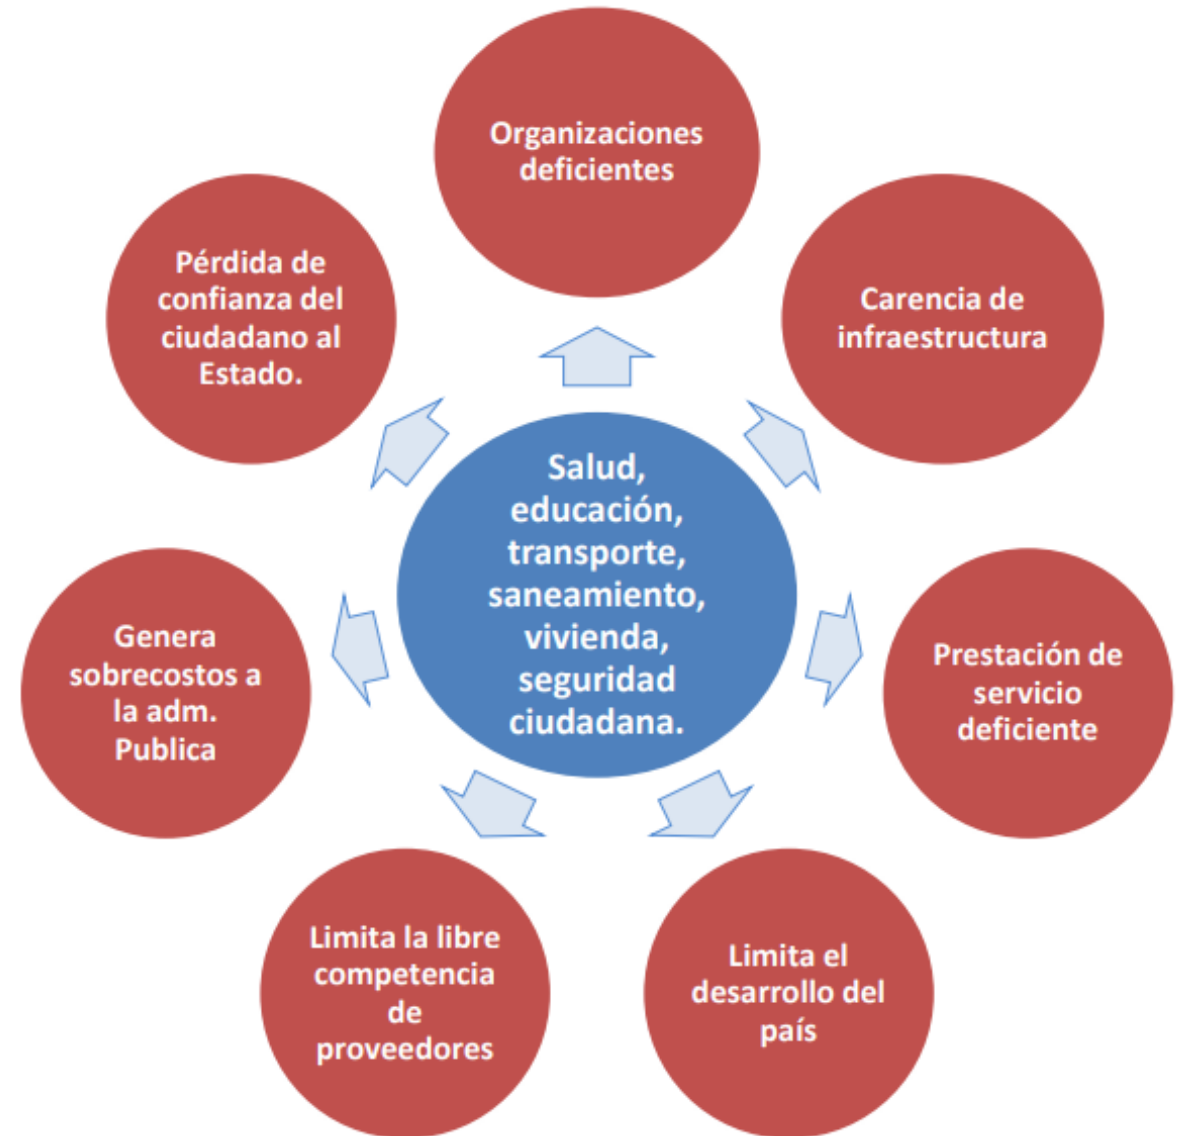 Organizaciones
deficientes
Carencia de
infraestructura
Prestación de
servicio
deficiente
Limita el
desarrollo del
país
Limita la libre
competencia
de
proveedores
Genera
sobrecostos a
la adm.
Publica
Pérdida de
confianza del
ciudadano al
Estado.
Salud,
educación,
transporte,
saneamiento,
vivienda,
seguridad
ciudadana.